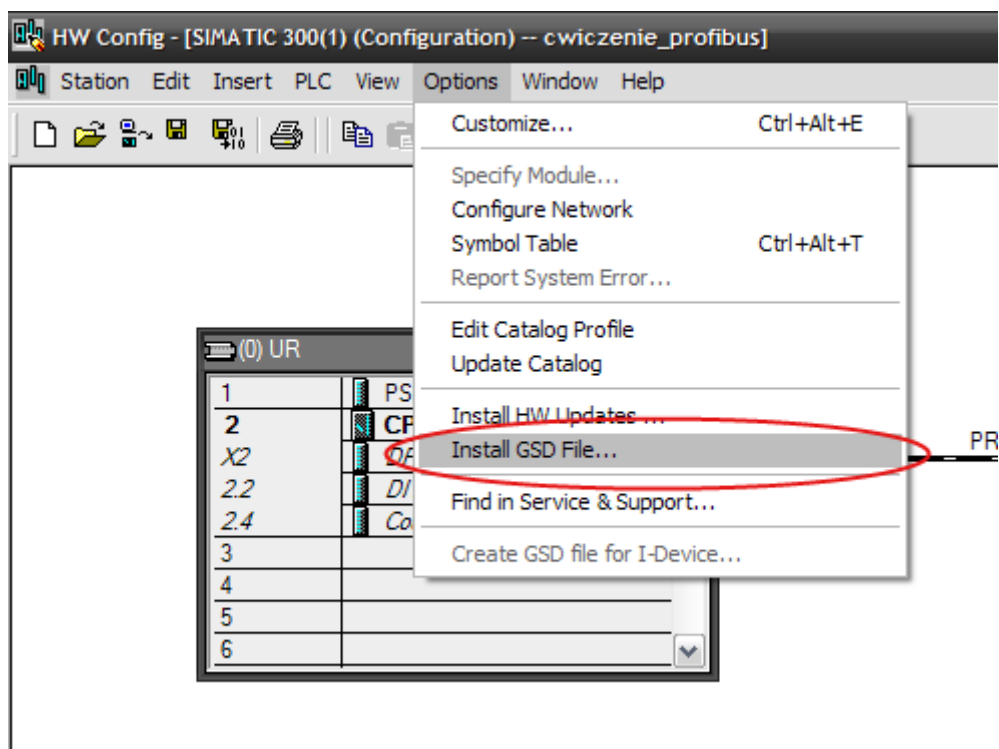 HW Config - [SIMATIC 300(1) (Configuration) -- cwiczenie_profibus]
Station Edit Insert PLC View Options Window Help
Customize... Ctrl+Alt+E
Specify Module...
Configure Network
Symbol Table Ctrl+Alt+T
Report System Error...
Edit Catalog Profile
Update Catalog
Install HW Updates ...
Install GSD File...
Find in Service & Support...
Create GSD file for I-Device...
(0) UR
1 PS
2 CP
X2 DP
2.2 DI
2.4 Co
3
4
5
6
PR